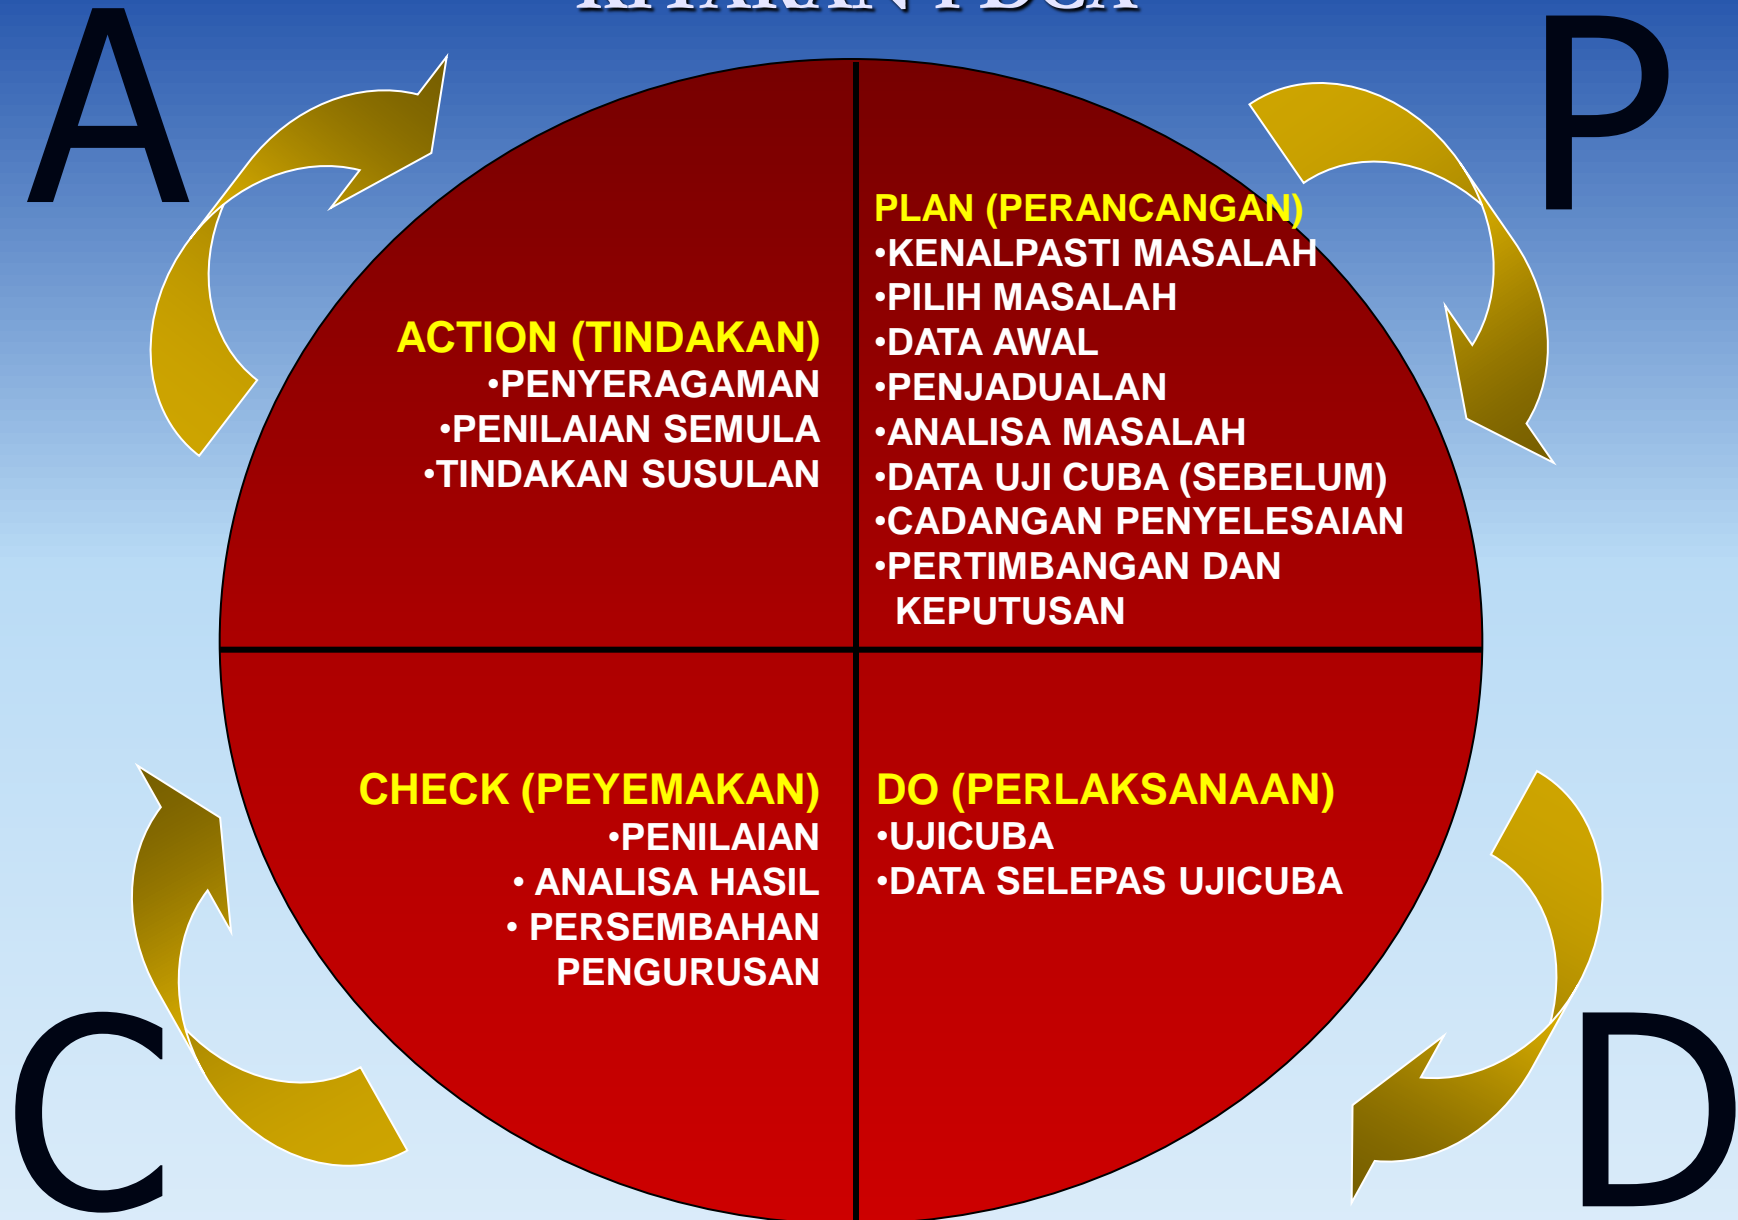 KITARAN PDCA
A
P
PLAN (PERANCANGAN)
•KENALPASTI MASALAH
•PILIH MASALAH
•DATA AWAL
•PENJADUALAN
•ANALISA MASALAH
•DATA UJI CUBA (SEBELUM)
•CADANGAN PENYELESAIAN
•PERTIMBANGAN DAN
KEPUTUSAN
ACTION (TINDAKAN)
•PENYERAGAMAN
•PENILAIAN SEMULA
•TINDAKAN SUSULAN
CHECK (PEYEMAKAN)
•PENILAIAN
• ANALISA HASIL
• PERSEMBAHAN
PENGURUSAN
DO (PERLAKSANAAN)
•UJICUBA
•DATA SELEPAS UJICUBA
C
D